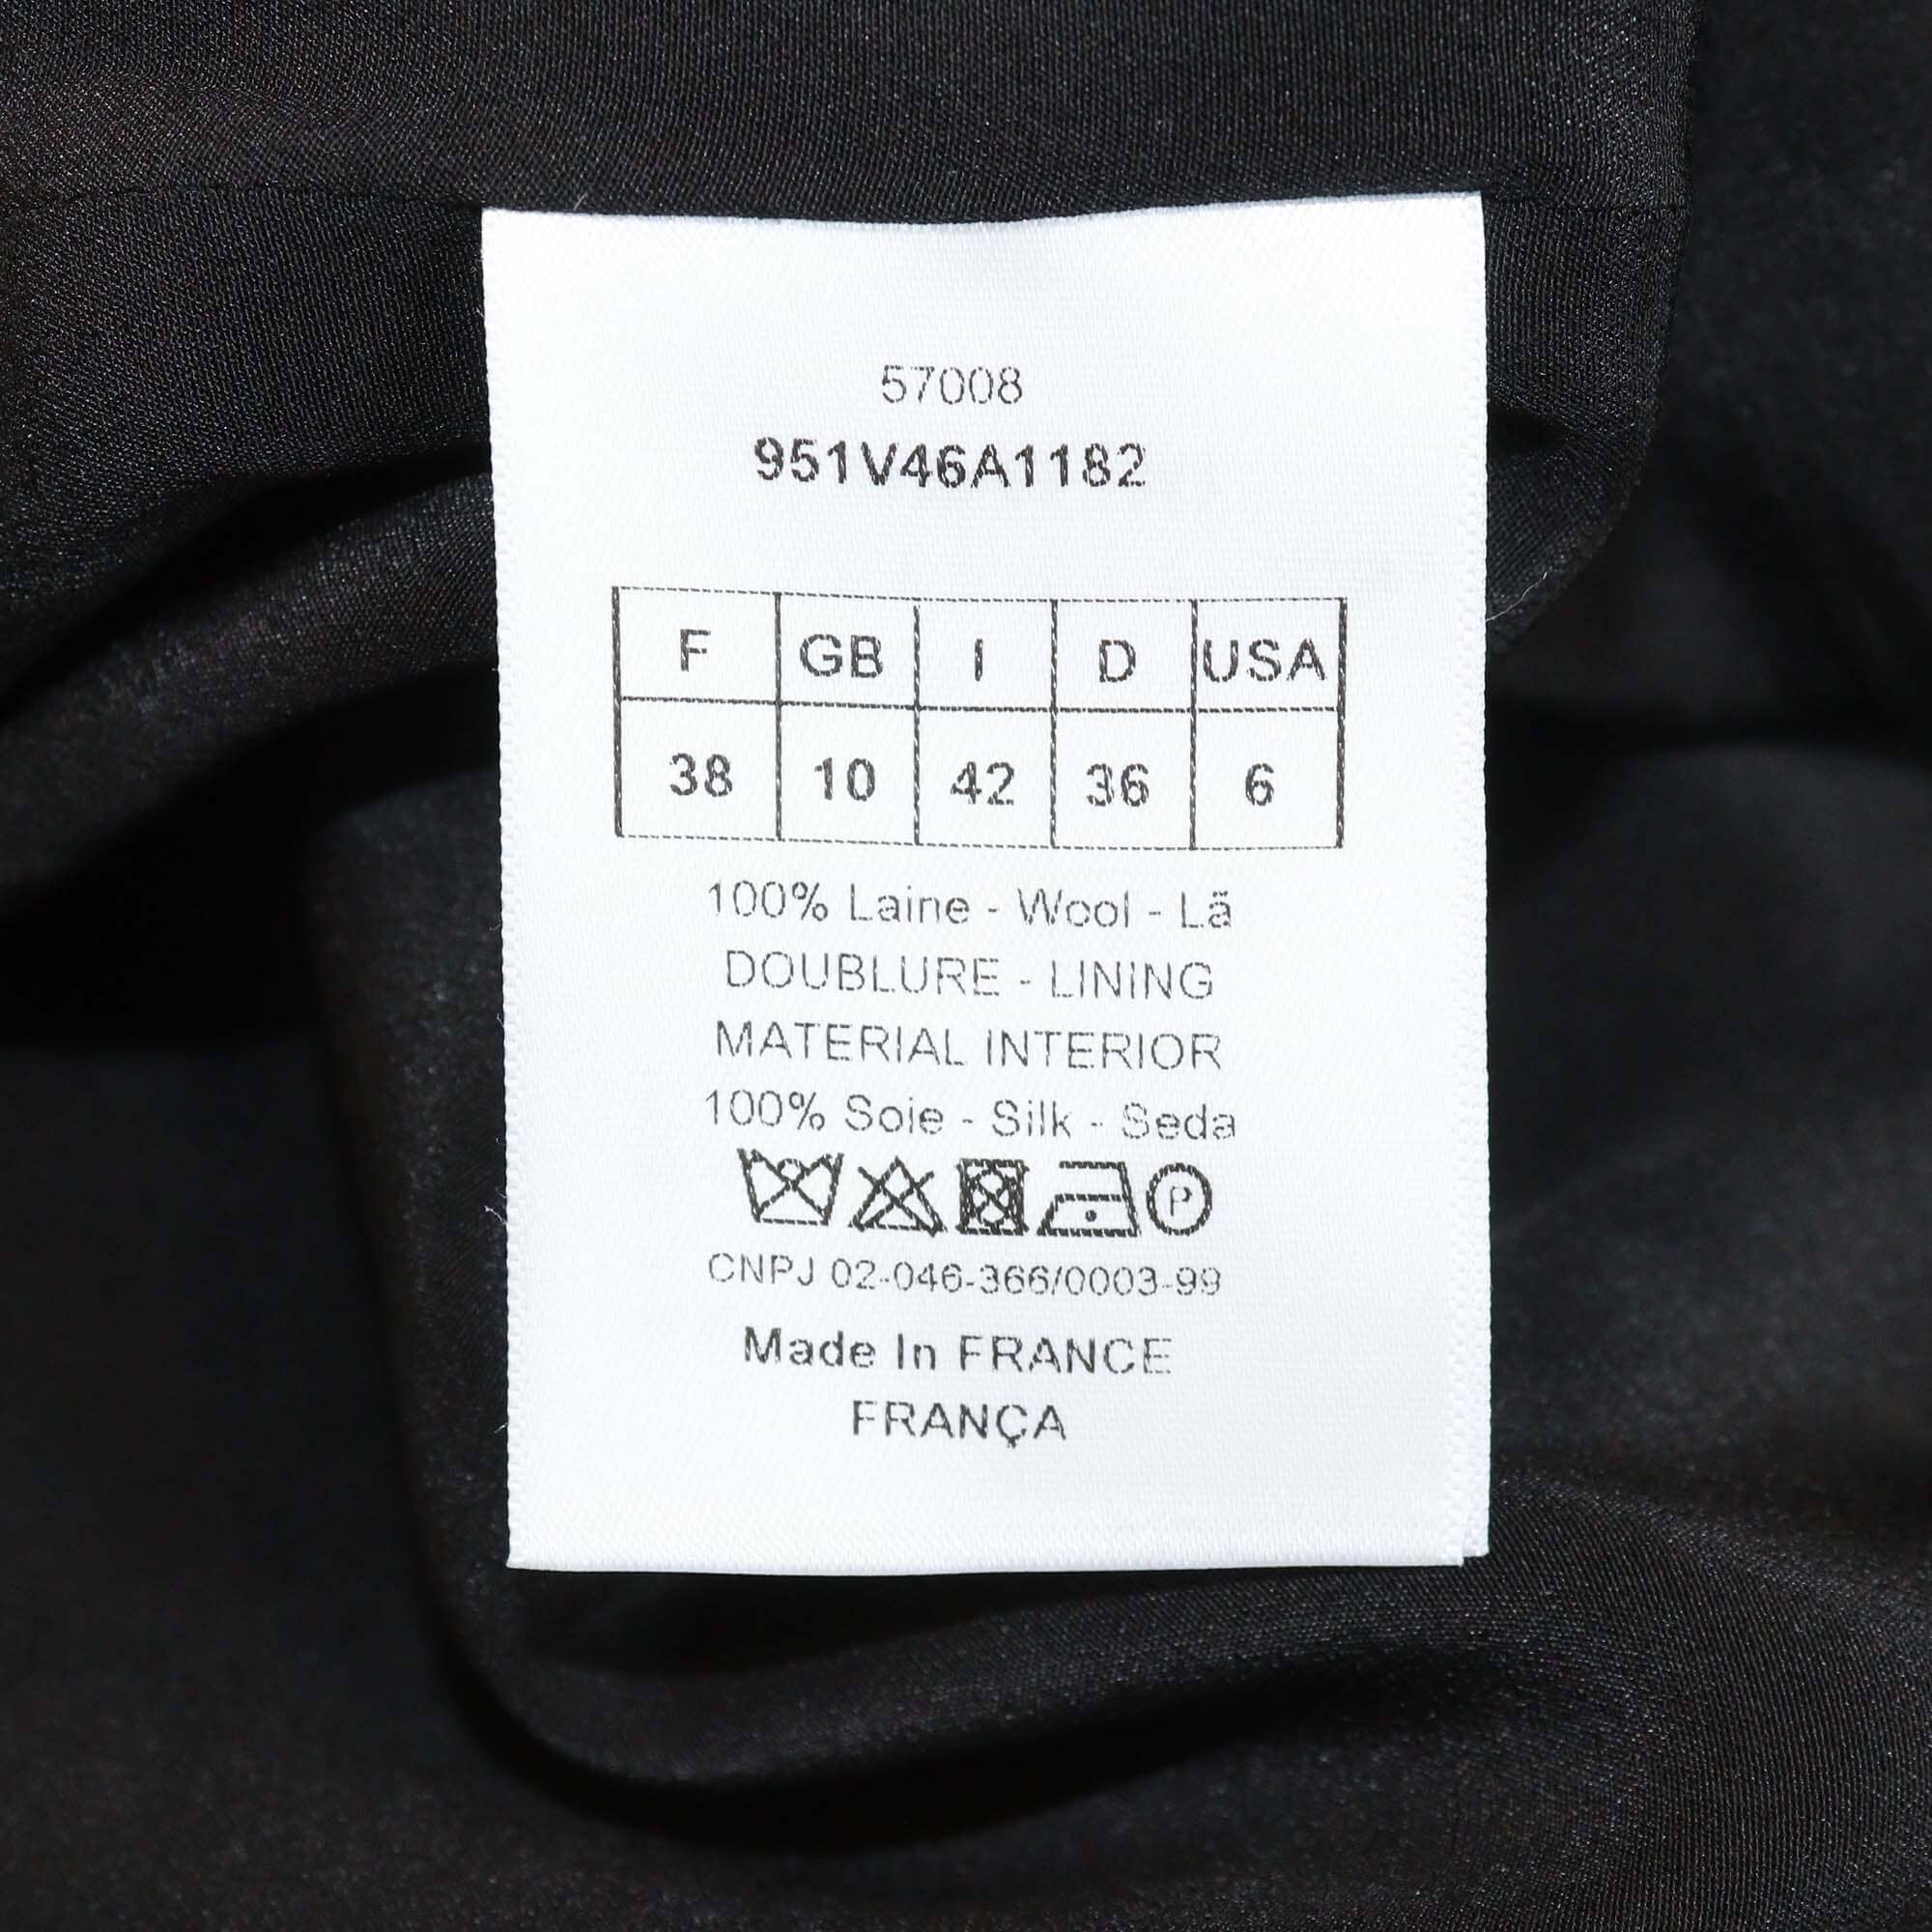 57008
951V46A1182
F GB I D USA
38 10 42 36 6
100% Laine - Wool - Lã
DOUBLURE - LINING
MATERIAL INTERIOR
100% Soie - Silk - Seda
P
CNPJ 02-046-366/0003-99
Made In FRANCE
FRANÇA